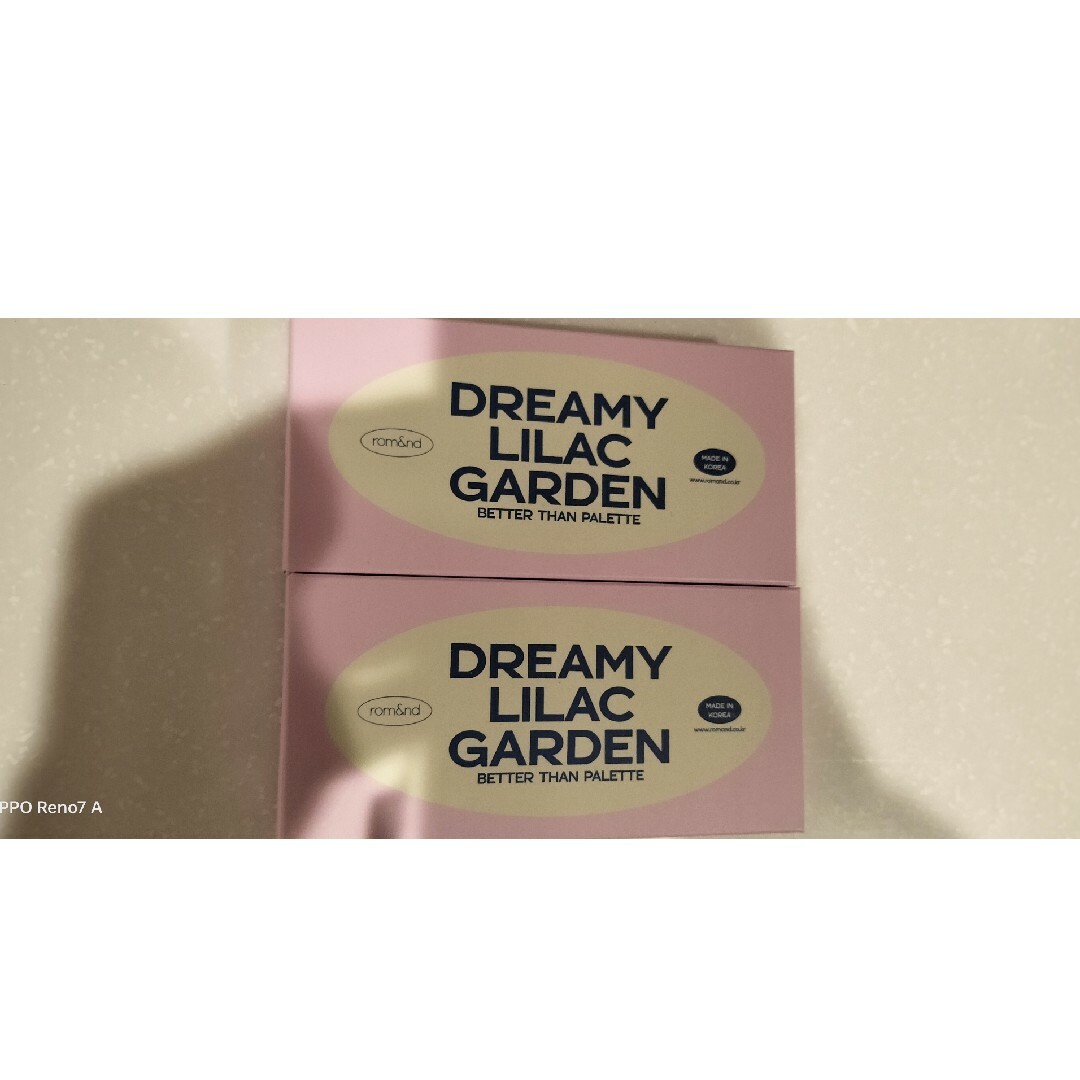 DREAMY
LILAC
GARDEN
BETTER THAN PALETTE
rom&nd
MADE IN
KOREA
www.romand.co.kr
DREAMY
LILAC
GARDEN
BETTER THAN PALETTE
rom&nd
MADE IN
KOREA
www.romand.co.kr
PPO Reno7 A